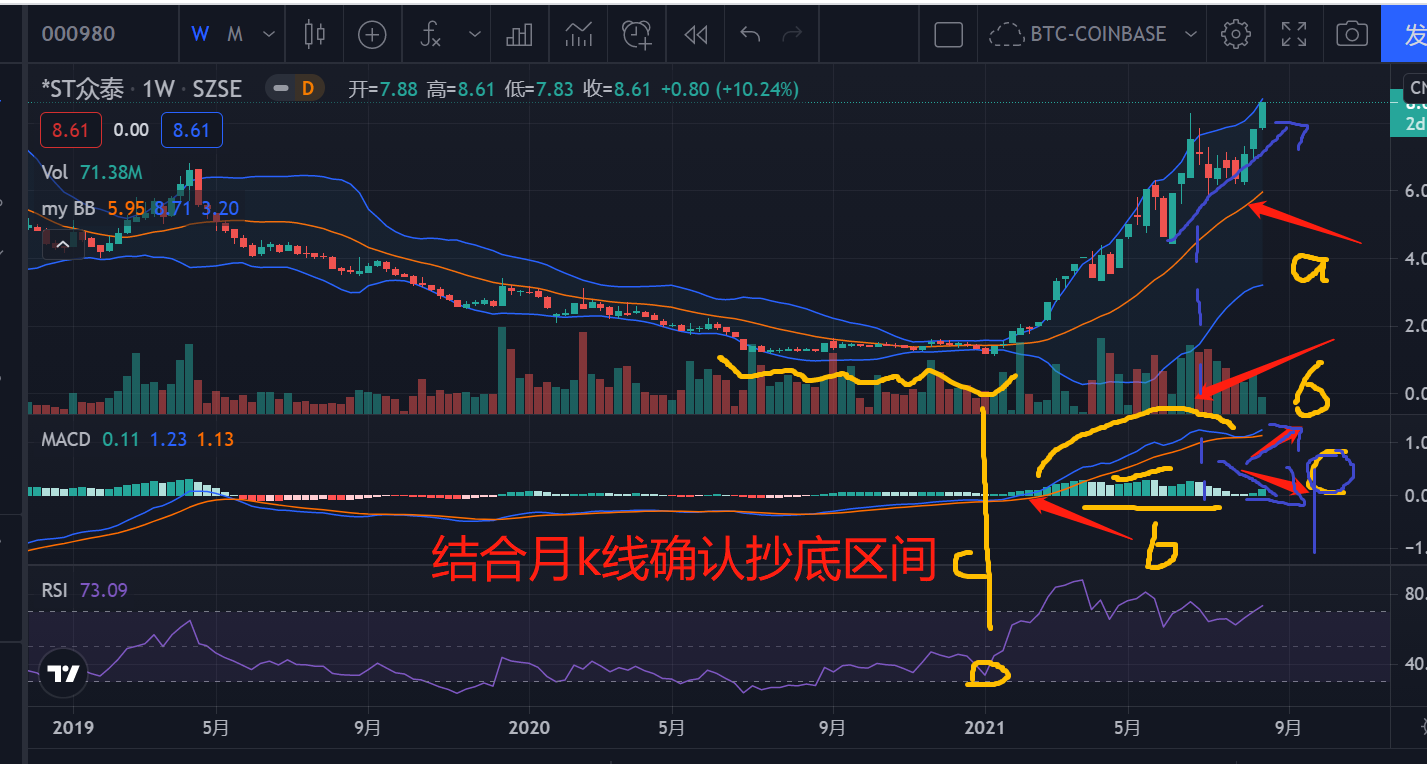 000980 W M BTC-COINBASE 发
*ST众泰 · 1W · SZSE D 开=7.88 高=8.61 低=7.83 收=8.61 +0.80 (+10.24%)
CN
2d
8.61 0.00 8.61
Vol 71.38M
my BB 5.95 8.71 3.20
6.0
4.0
2.0
0.0
a
6
MACD 0.11 1.23 1.13
1.0
0.0
-1.
b
结合月k线确认抄底区间
c
RSI 73.09
80.
40.
2019 5月 9月 2020 5月 9月 2021 5月 9月